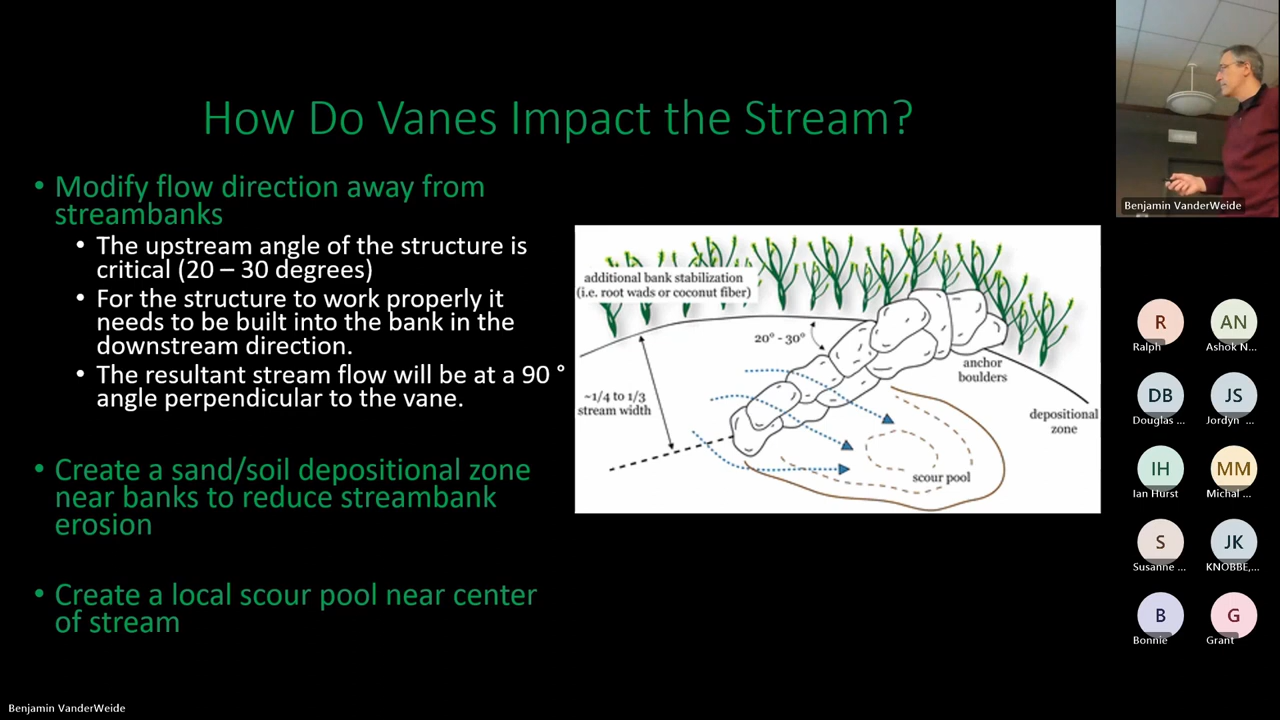 How Do Vanes Impact the Stream?
• Modify flow direction away from
streambanks
• The upstream angle of the structure is
critical (20 – 30 degrees)
• For the structure to work properly it
needs to be built into the bank in the
downstream direction.
• The resultant stream flow will be at a 90 °
angle perpendicular to the vane.
• Create a sand/soil depositional zone
near banks to reduce streambank
erosion
• Create a local scour pool near center
of stream
additional bank stabilization
(i.e. root wads or coconut fiber)
20° - 30°
anchor
boulders
~1/4 to 1/3
stream width
depositional
zone
scour pool
Benjamin VanderWeide
R
AN
Ralph
Ashok N...
DB
JS
Douglas ...
Jordyn ...
IH
MM
Ian Hurst
Michal ...
S
JK
Susanne ...
KNOBBE,...
B
G
Bonnie
Grant
Benjamin VanderWeide